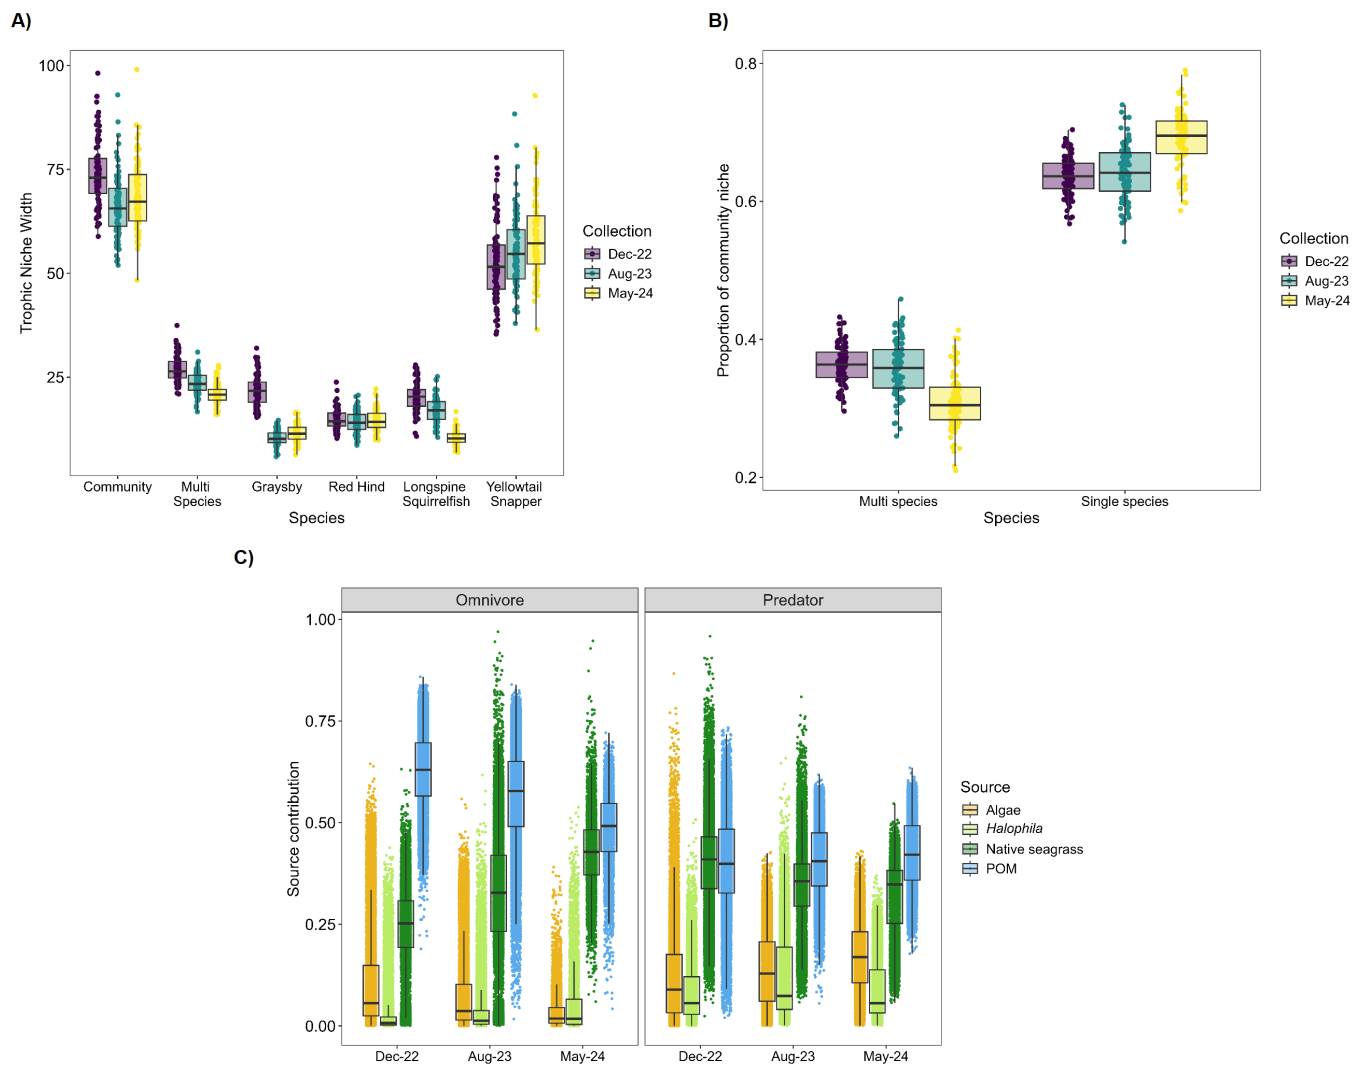 A)
B)
100
75
50
25
Trophic Niche Width
Community
Multi
Species
Graysby
Red Hind
Longspine
Squirrelfish
Yellowtail
Snapper
Species
Collection
Dec-22
Aug-23
May-24
0.8
0.6
0.4
0.2
Proportion of community niche
Multi species
Single species
Species
Collection
Dec-22
Aug-23
May-24
C)
Omnivore
Predator
1.00
0.75
0.50
0.25
0.00
Source contribution
Dec-22
Aug-23
May-24
Dec-22
Aug-23
May-24
Source
Algae
Halophila
Native seagrass
POM